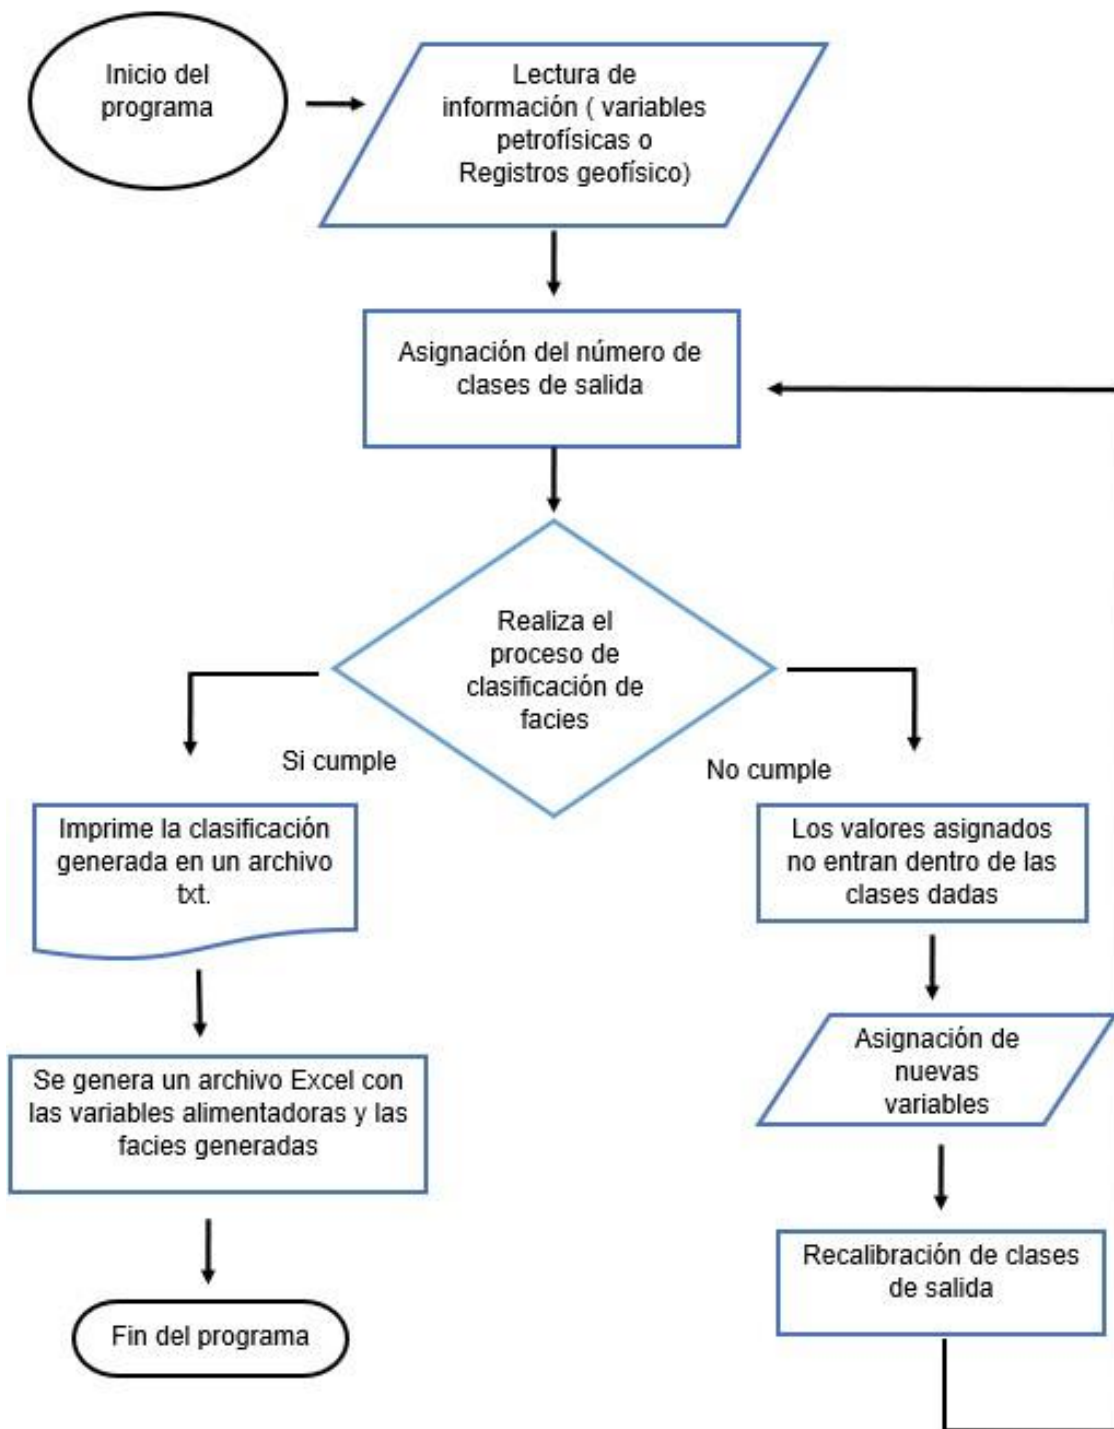 Inicio del
programa
Lectura de
información ( variables
petrofísicas o
Registros geofísico)
Asignación del número de
clases de salida
Realiza el
proceso de
clasificación de
facies
Si cumple
No cumple
Imprime la clasificación
generada en un archivo
txt.
Los valores asignados
no entran dentro de las
clases dadas
Se genera un archivo Excel con
las variables alimentadoras y las
facies generadas
Asignación de
nuevas
variables
Recalibración de clases
de salida
Fin del programa